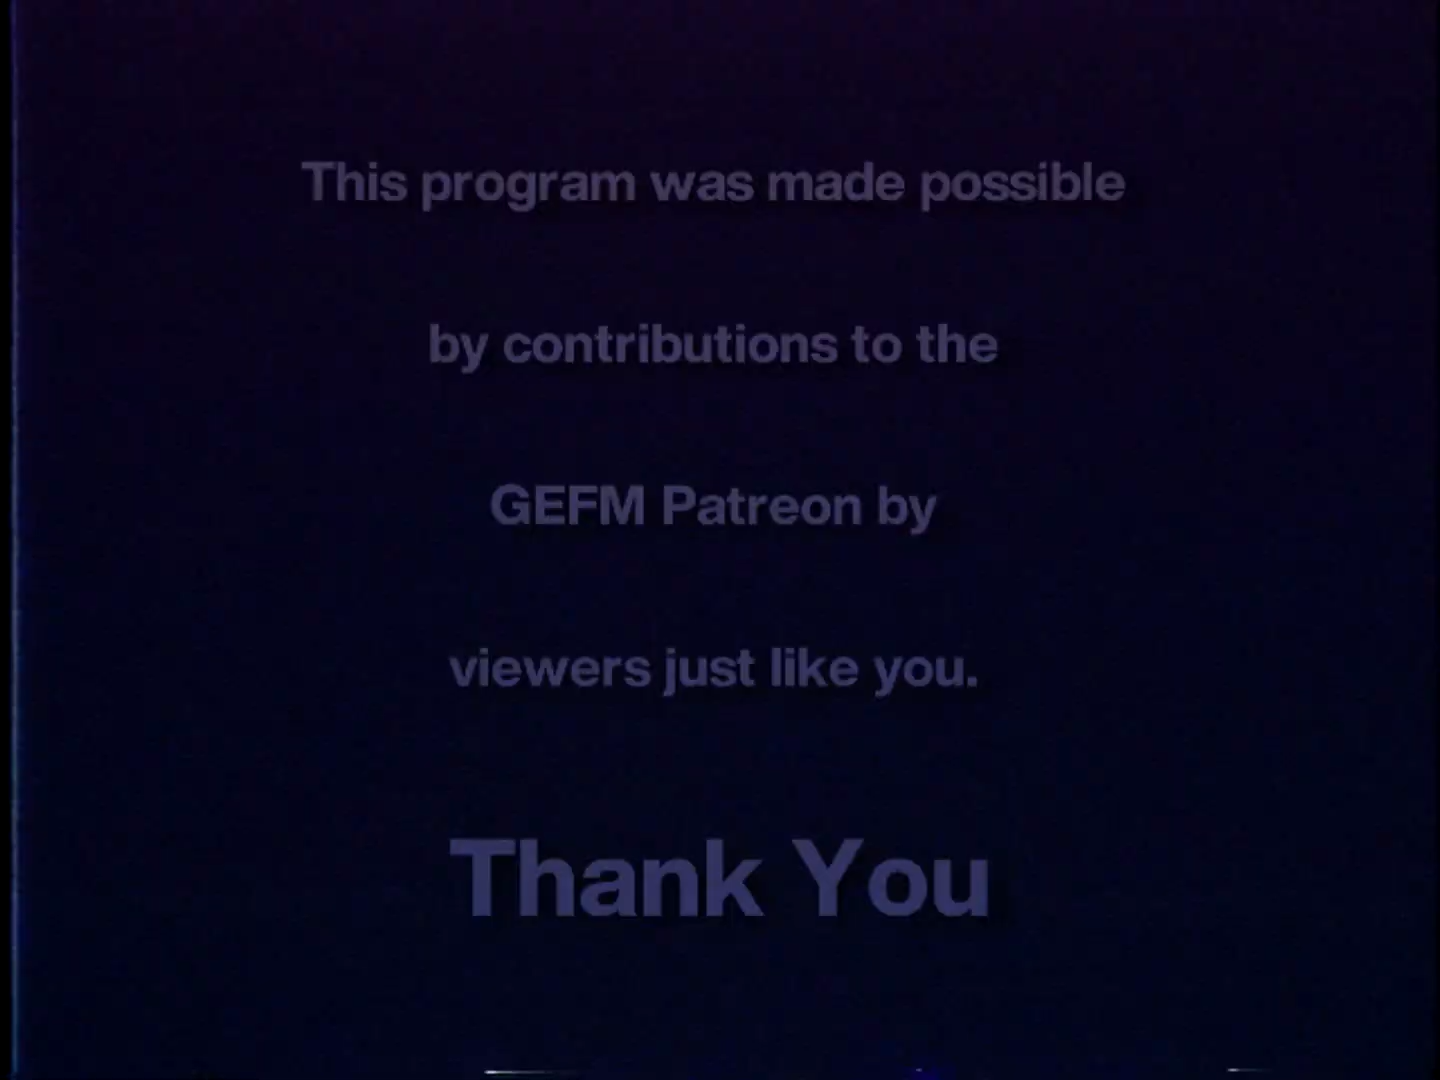 This program was made possible
by contributions to the
GEFM Patreon by
viewers just like you.
Thank You